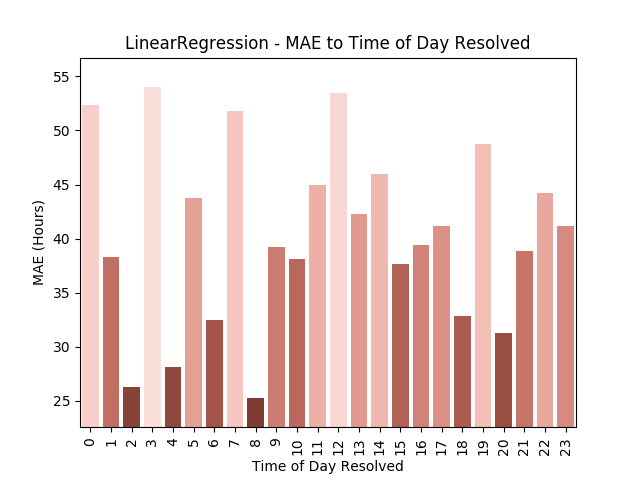 LinearRegression - MAE to Time of Day Resolved
MAE (Hours)
55
50
45
40
35
30
25
0 1 2 3 4 5 6 7 8 9 10 11 12 13 14 15 16 17 18 19 20 21 22 23
Time of Day Resolved